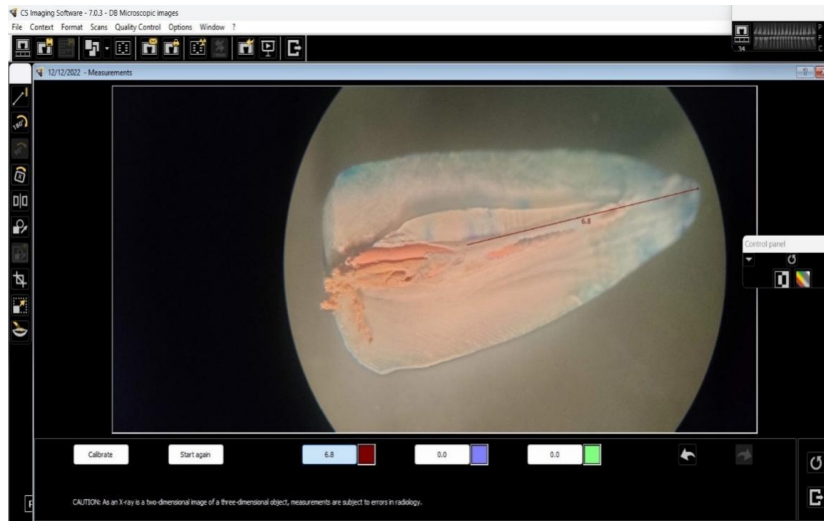 CS Imaging Software - 7.0.3 - DB Microscopic images
File Context Format Scans Quality Control Options Window ?
34
P
F
C
12/12/2022 - Measurements
180°
6.8
Control panel
Calibrate
Start again
6.8
0.0
0.0
CAUTION: As an X-ray is a two-dimensional image of a three-dimensional object, measurements are subject to errors in radiology.